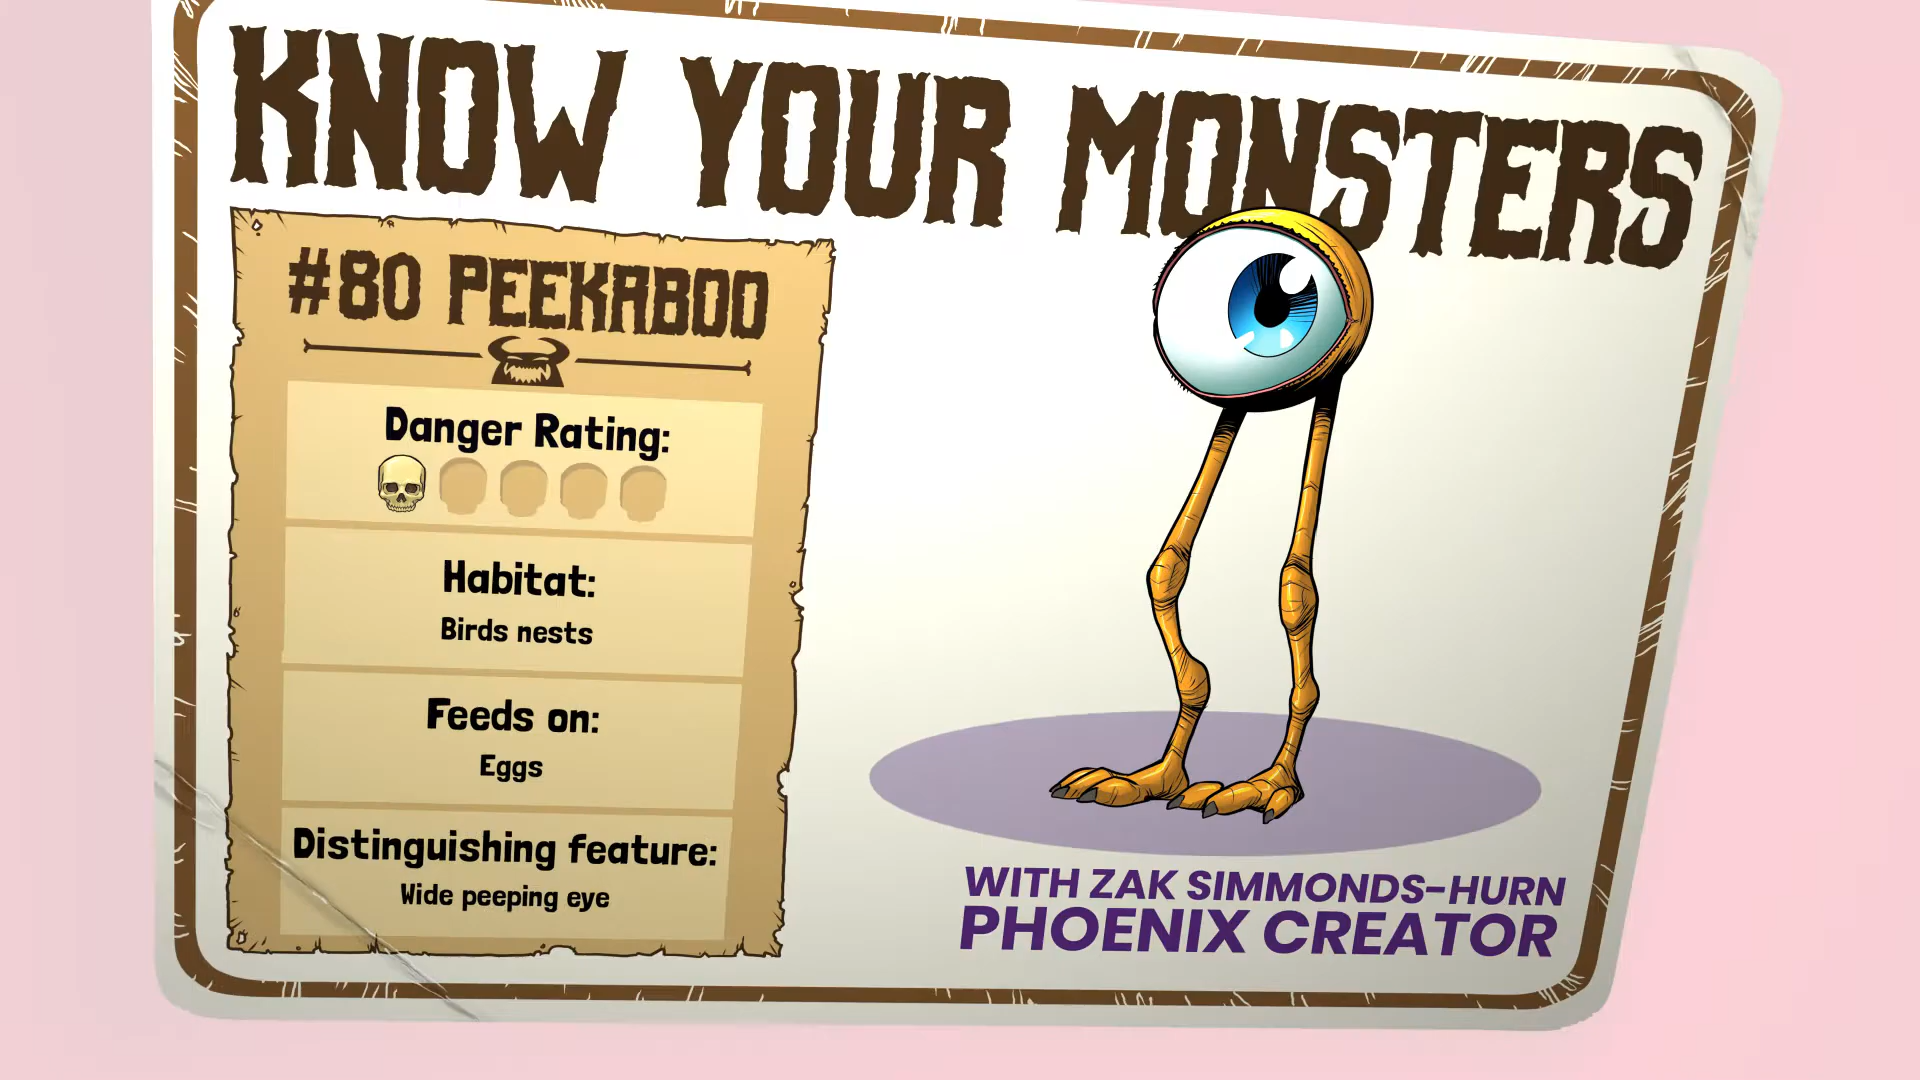 KNOW YOUR MONSTERS
#80 PEEKABOO
Danger Rating:
Habitat:
Birds nests
Feeds on:
Eggs
Distinguishing feature:
Wide peeping eye
WITH ZAK SIMMONDS-HURN
PHOENIX CREATOR